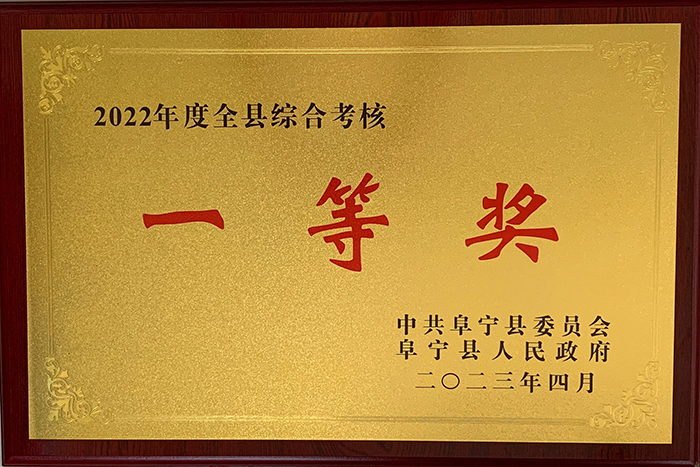 2022年度全县综合考核
一等奖
中共阜宁县委员会
阜宁县人民政府
二〇二三年四月